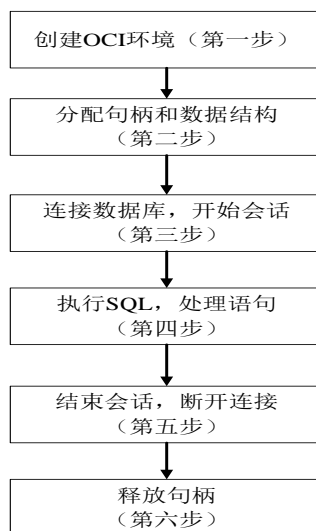 创建OCI环境（第一步）
分配句柄和数据结构
（第二步）
连接数据库，开始会话
（第三步）
执行SQL，处理语句
（第四步）
结束会话，断开连接
（第五步）
释放句柄
（第六步）